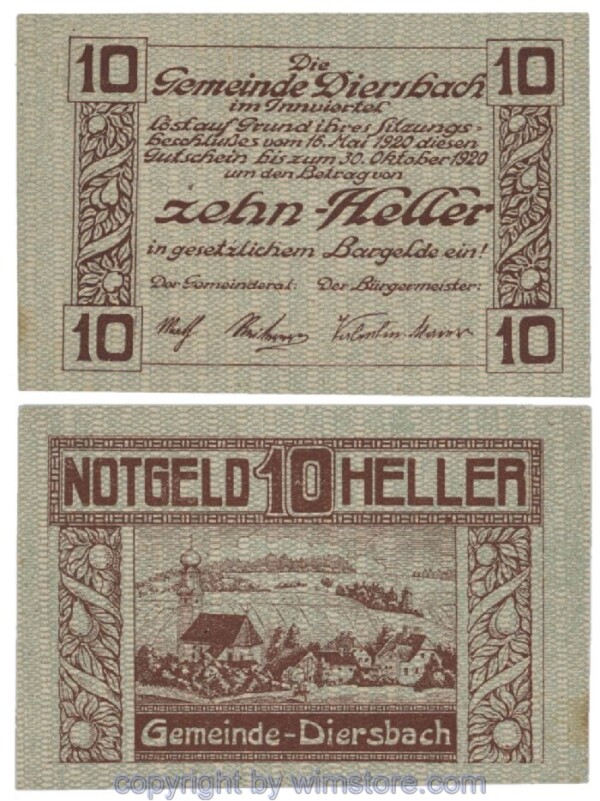 10 10
Die
Gemeinde Diersbach
im Innviertel
löst auf Grund ihres Sitzungs-
beschlußes vom 16. Mai 1920 diesen
Gutschein bis zum 30. Oktober 1920
um den Betrag von
zehn-Heller
in gesetzlichem Bargelde ein!
Der Gemeinderat: Der Bürgermeister:
10 10
NOTGELD 10 HELLER
Gemeinde-Diersbach
copyright by wimstore.com